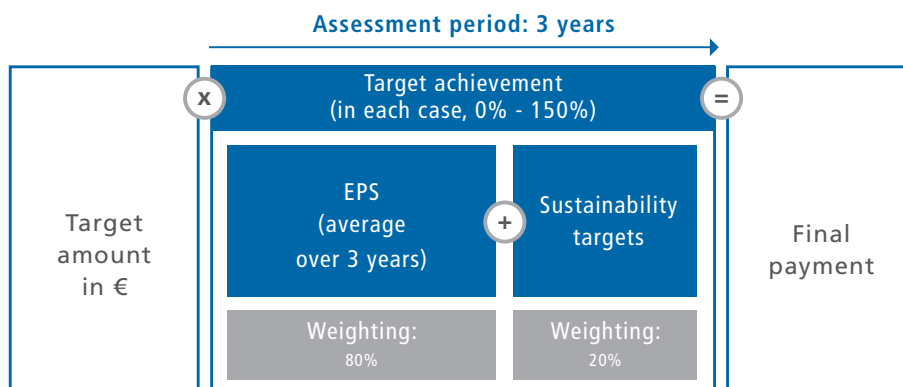 Assessment period: 3 years
Target achievement
(in each case, 0% - 150%)
x
=
Target
amount
in €
EPS
(average
over 3 years)
+
Sustainability
targets
Final
payment
Weighting:
80%
Weighting:
20%